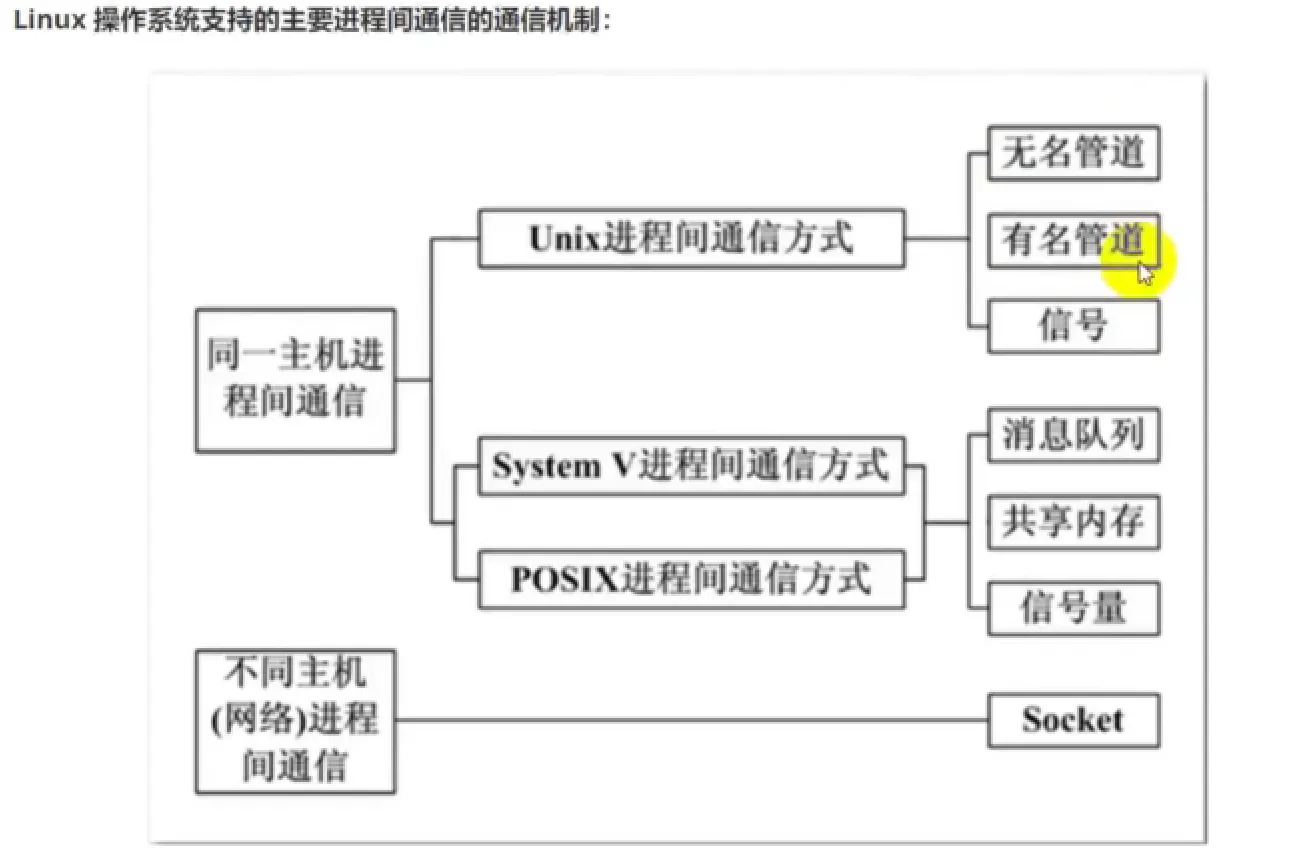 Linux 操作系统支持的主要进程间通信的通信机制：
无名管道
Unix进程间通信方式
有名管道
信号
同一主机进
程间通信
消息队列
System V进程间通信方式
共享内存
POSIX进程间通信方式
信号量
不同主机
(网络)进程
间通信
Socket